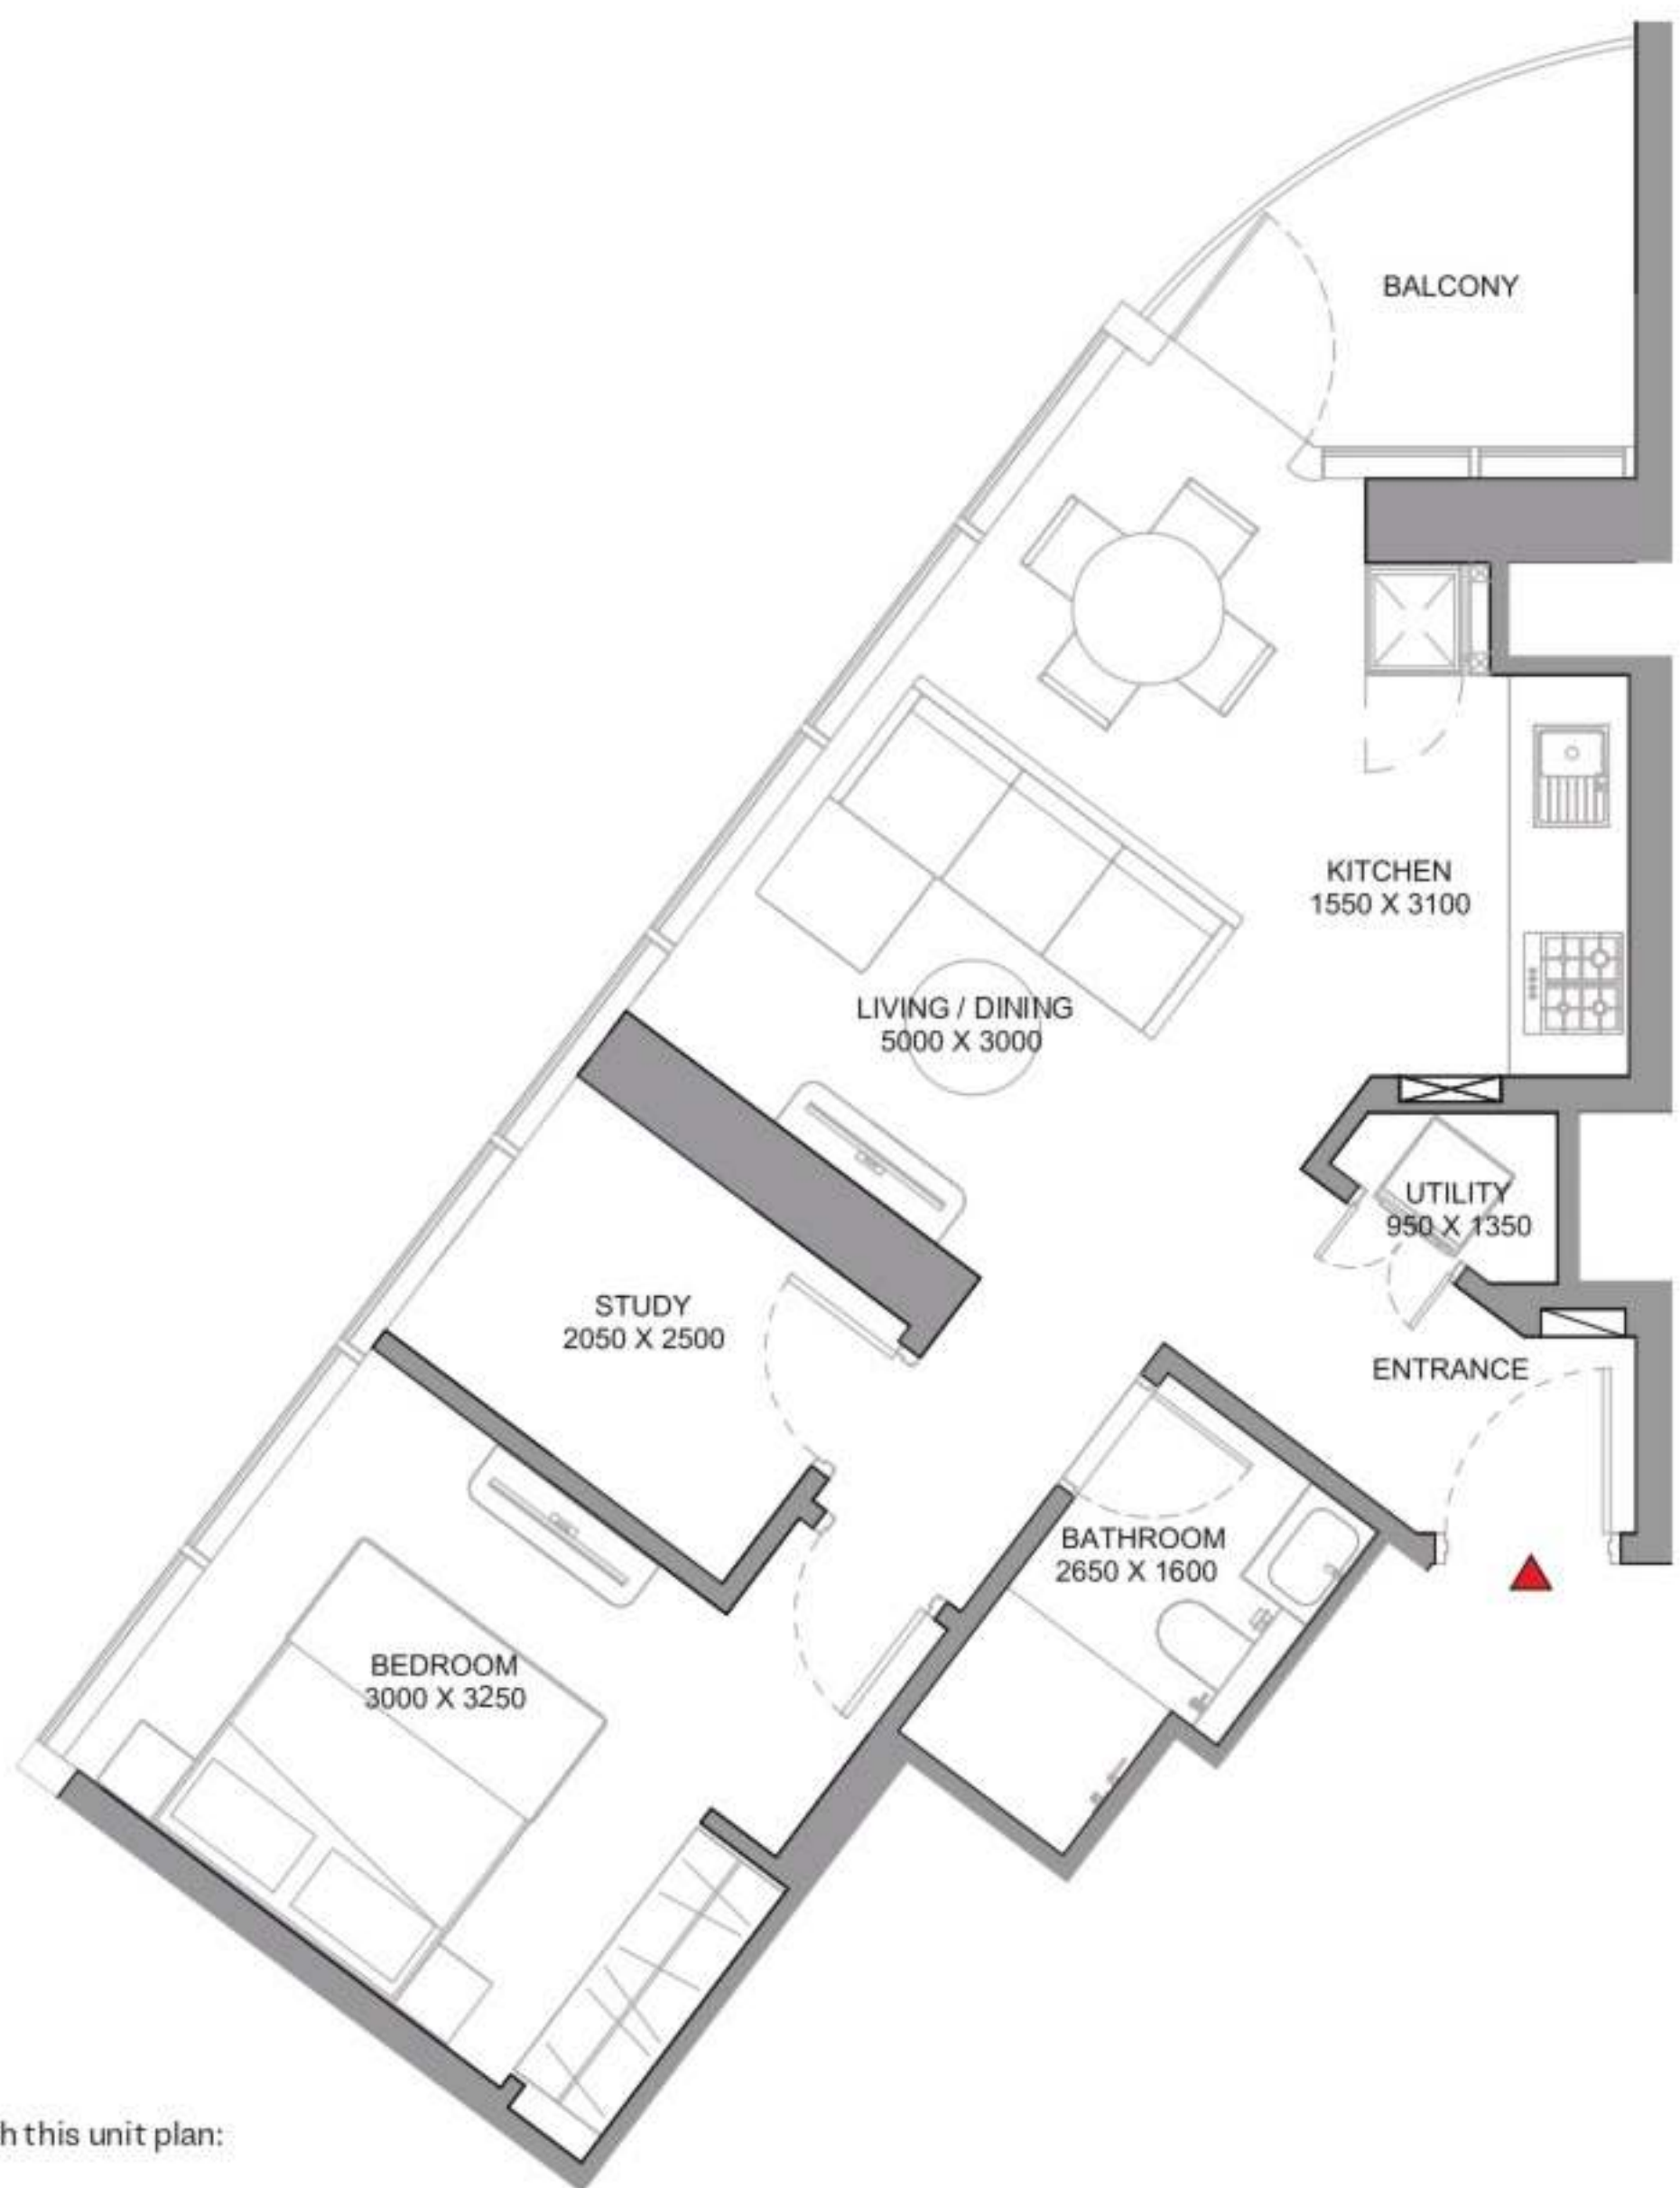 BALCONY
KITCHEN
1550 X 3100
LIVING / DINING
5000 X 3000
UTILITY
950 X 1350
STUDY
2050 X 2500
ENTRANCE
BATHROOM
2650 X 1600
BEDROOM
3000 X 3250
h this unit plan: